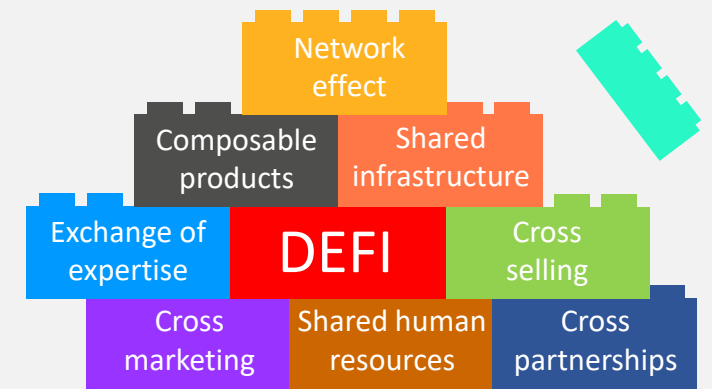 Network
effect
Composable
products
Shared
infrastructure
Exchange of
expertise
DEFI
Cross
selling
Cross
marketing
Shared human
resources
Cross
partnerships